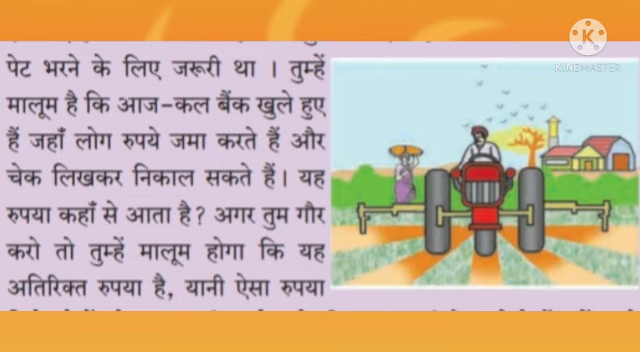 KINEMASTER
पेट भरने के लिए जरूरी था । तुम्हें
मालूम है कि आज-कल बैंक खुले हुए
हैं जहाँ लोग रुपये जमा करते हैं और
चेक लिखकर निकाल सकते हैं। यह
रुपया कहाँ से आता है? अगर तुम गौर
करो तो तुम्हें मालूम होगा कि यह
अतिरिक्त रुपया है, यानी ऐसा रुपया